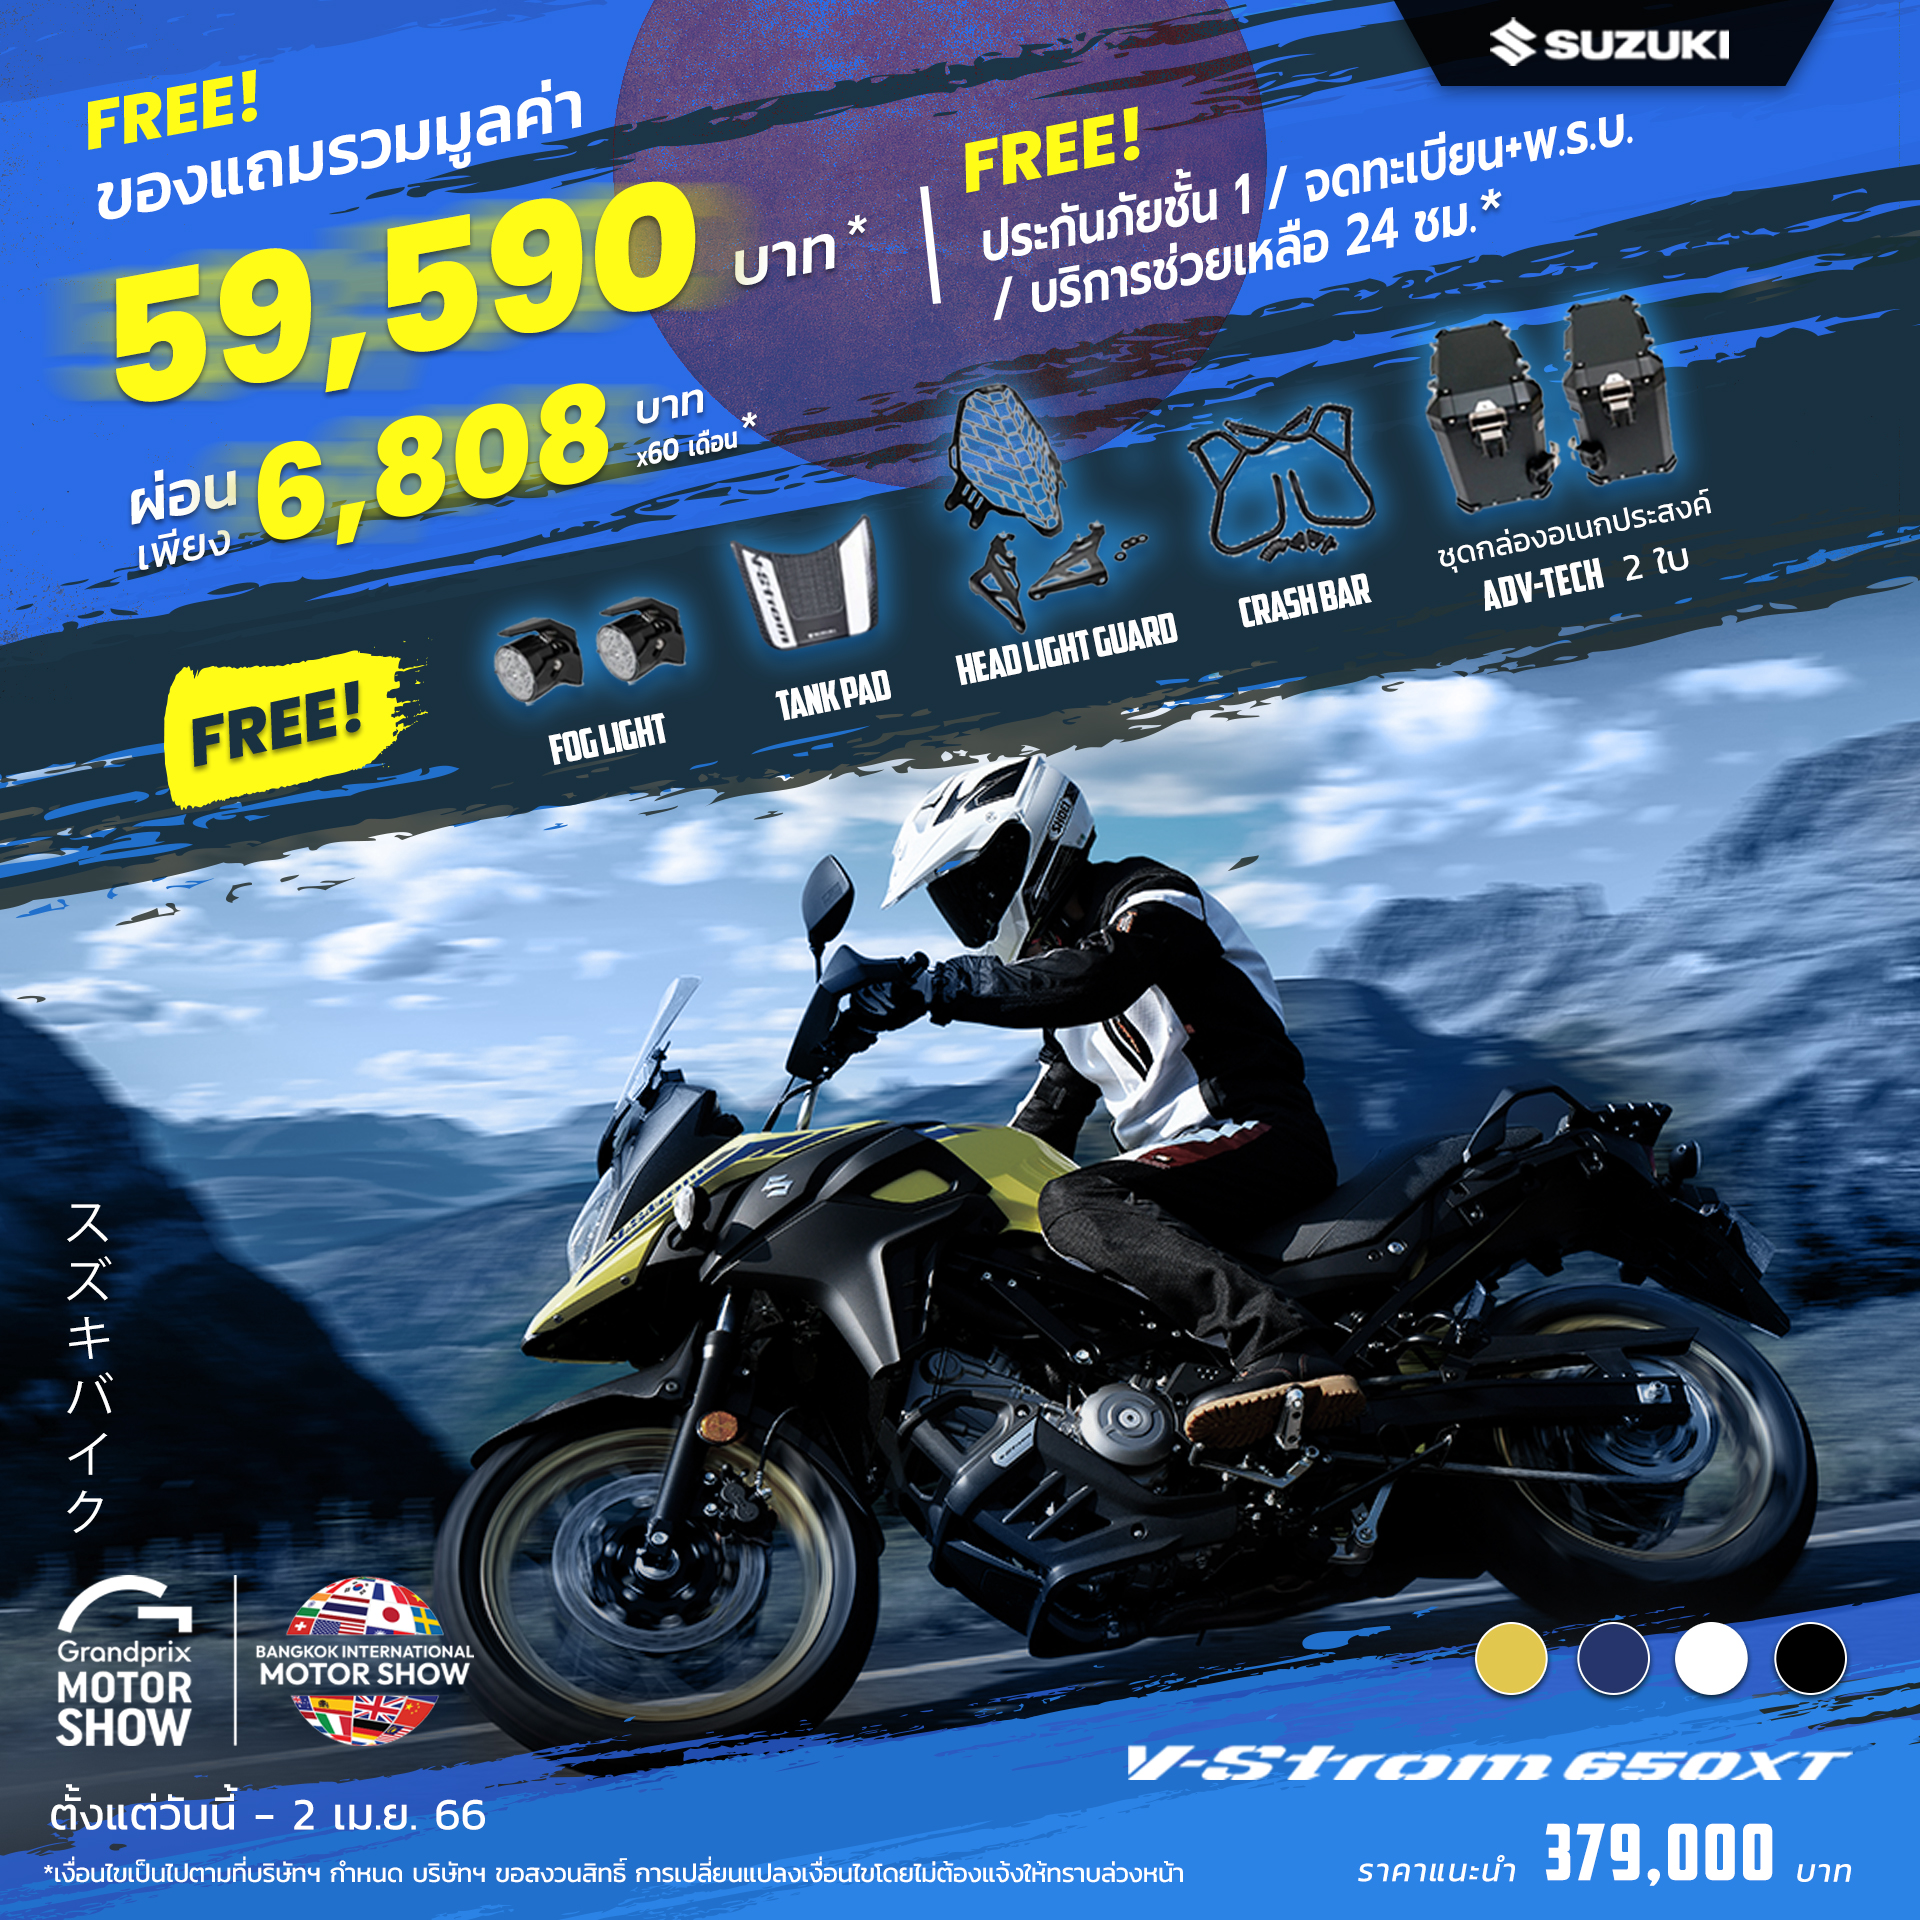 SUZUKI
FREE!
ของแถมรวมมูลค่า
59,590 บาท*
FREE!
ประกันภัยชั้น 1 / จดทะเบียน+พ.ร.บ.
/ บริการช่วยเหลือ 24 ชม.*
ผ่อน
เพียง
6,808
บาท
x60 เดือน*
FREE!
FOG LIGHT
TANK PAD
HEAD LIGHT GUARD
CRASH BAR
ชุดกล่องอเนกประสงค์
ADV-TECH 2 ใบ
SHOEI
スズキバイク
Grandprix
MOTOR
SHOW
BANGKOK INTERNATIONAL
MOTOR SHOW
ตั้งแต่วันนี้ - 2 เม.ย. 66
*เงื่อนไขเป็นไปตามที่บริษัทฯ กำหนด บริษัทฯ ขอสงวนสิทธิ์ การเปลี่ยนแปลงเงื่อนไขโดยไม่ต้องแจ้งให้ทราบล่วงหน้า
V-Strom 650XT
ราคาแนะนำ 379,000 บาท